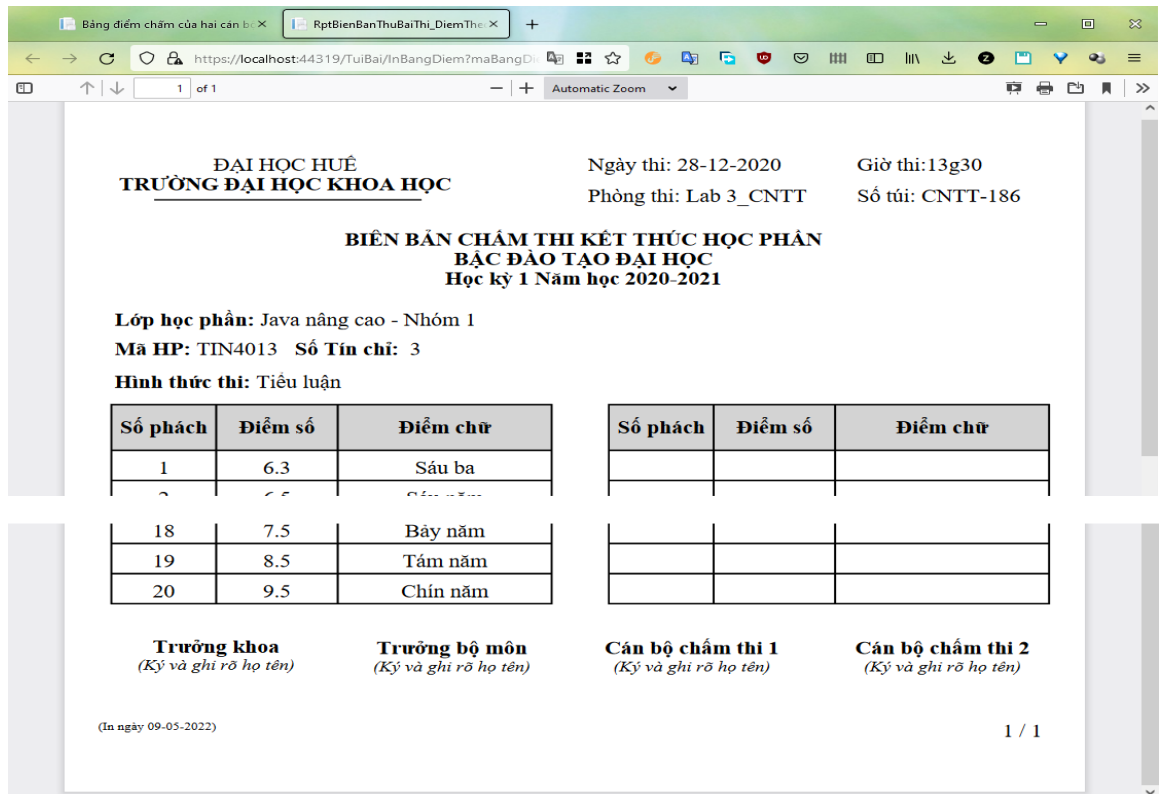 Bảng điểm chấm của hai cán bộ
RptBienBanThuBaiThi_DiemThe
https://localhost:44319/TuiBai/InBangDiem?maBangDi
1 of 1
Automatic Zoom
ĐẠI HỌC HUẾ
TRƯỜNG ĐẠI HỌC KHOA HỌC
Ngày thi: 28-12-2020 Giờ thi:13g30
Phòng thi: Lab 3_CNTT Số túi: CNTT-186
BIÊN BẢN CHẤM THI KẾT THÚC HỌC PHẦN
BẬC ĐÀO TẠO ĐẠI HỌC
Học kỳ 1 Năm học 2020-2021
Lớp học phần: Java nâng cao - Nhóm 1
Mã HP: TIN4013 Số Tín chỉ: 3
Hình thức thi: Tiểu luận
Số phách Điểm số Điểm chữ Số phách Điểm số Điểm chữ
1 6.3 Sáu ba
2 6.5 Sáu năm
18 7.5 Bảy năm
19 8.5 Tám năm
20 9.5 Chín năm
Trưởng khoa Trưởng bộ môn Cán bộ chấm thi 1 Cán bộ chấm thi 2
(Ký và ghi rõ họ tên) (Ký và ghi rõ họ tên) (Ký và ghi rõ họ tên) (Ký và ghi rõ họ tên)
(In ngày 09-05-2022)
1 / 1